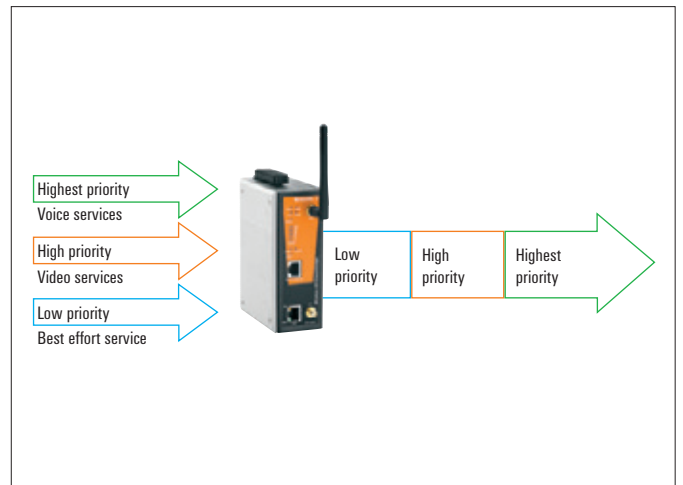 Highest priority
Voice services
High priority
Video services
Low priority
Best effort service
Low
priority
High
priority
Highest
priority